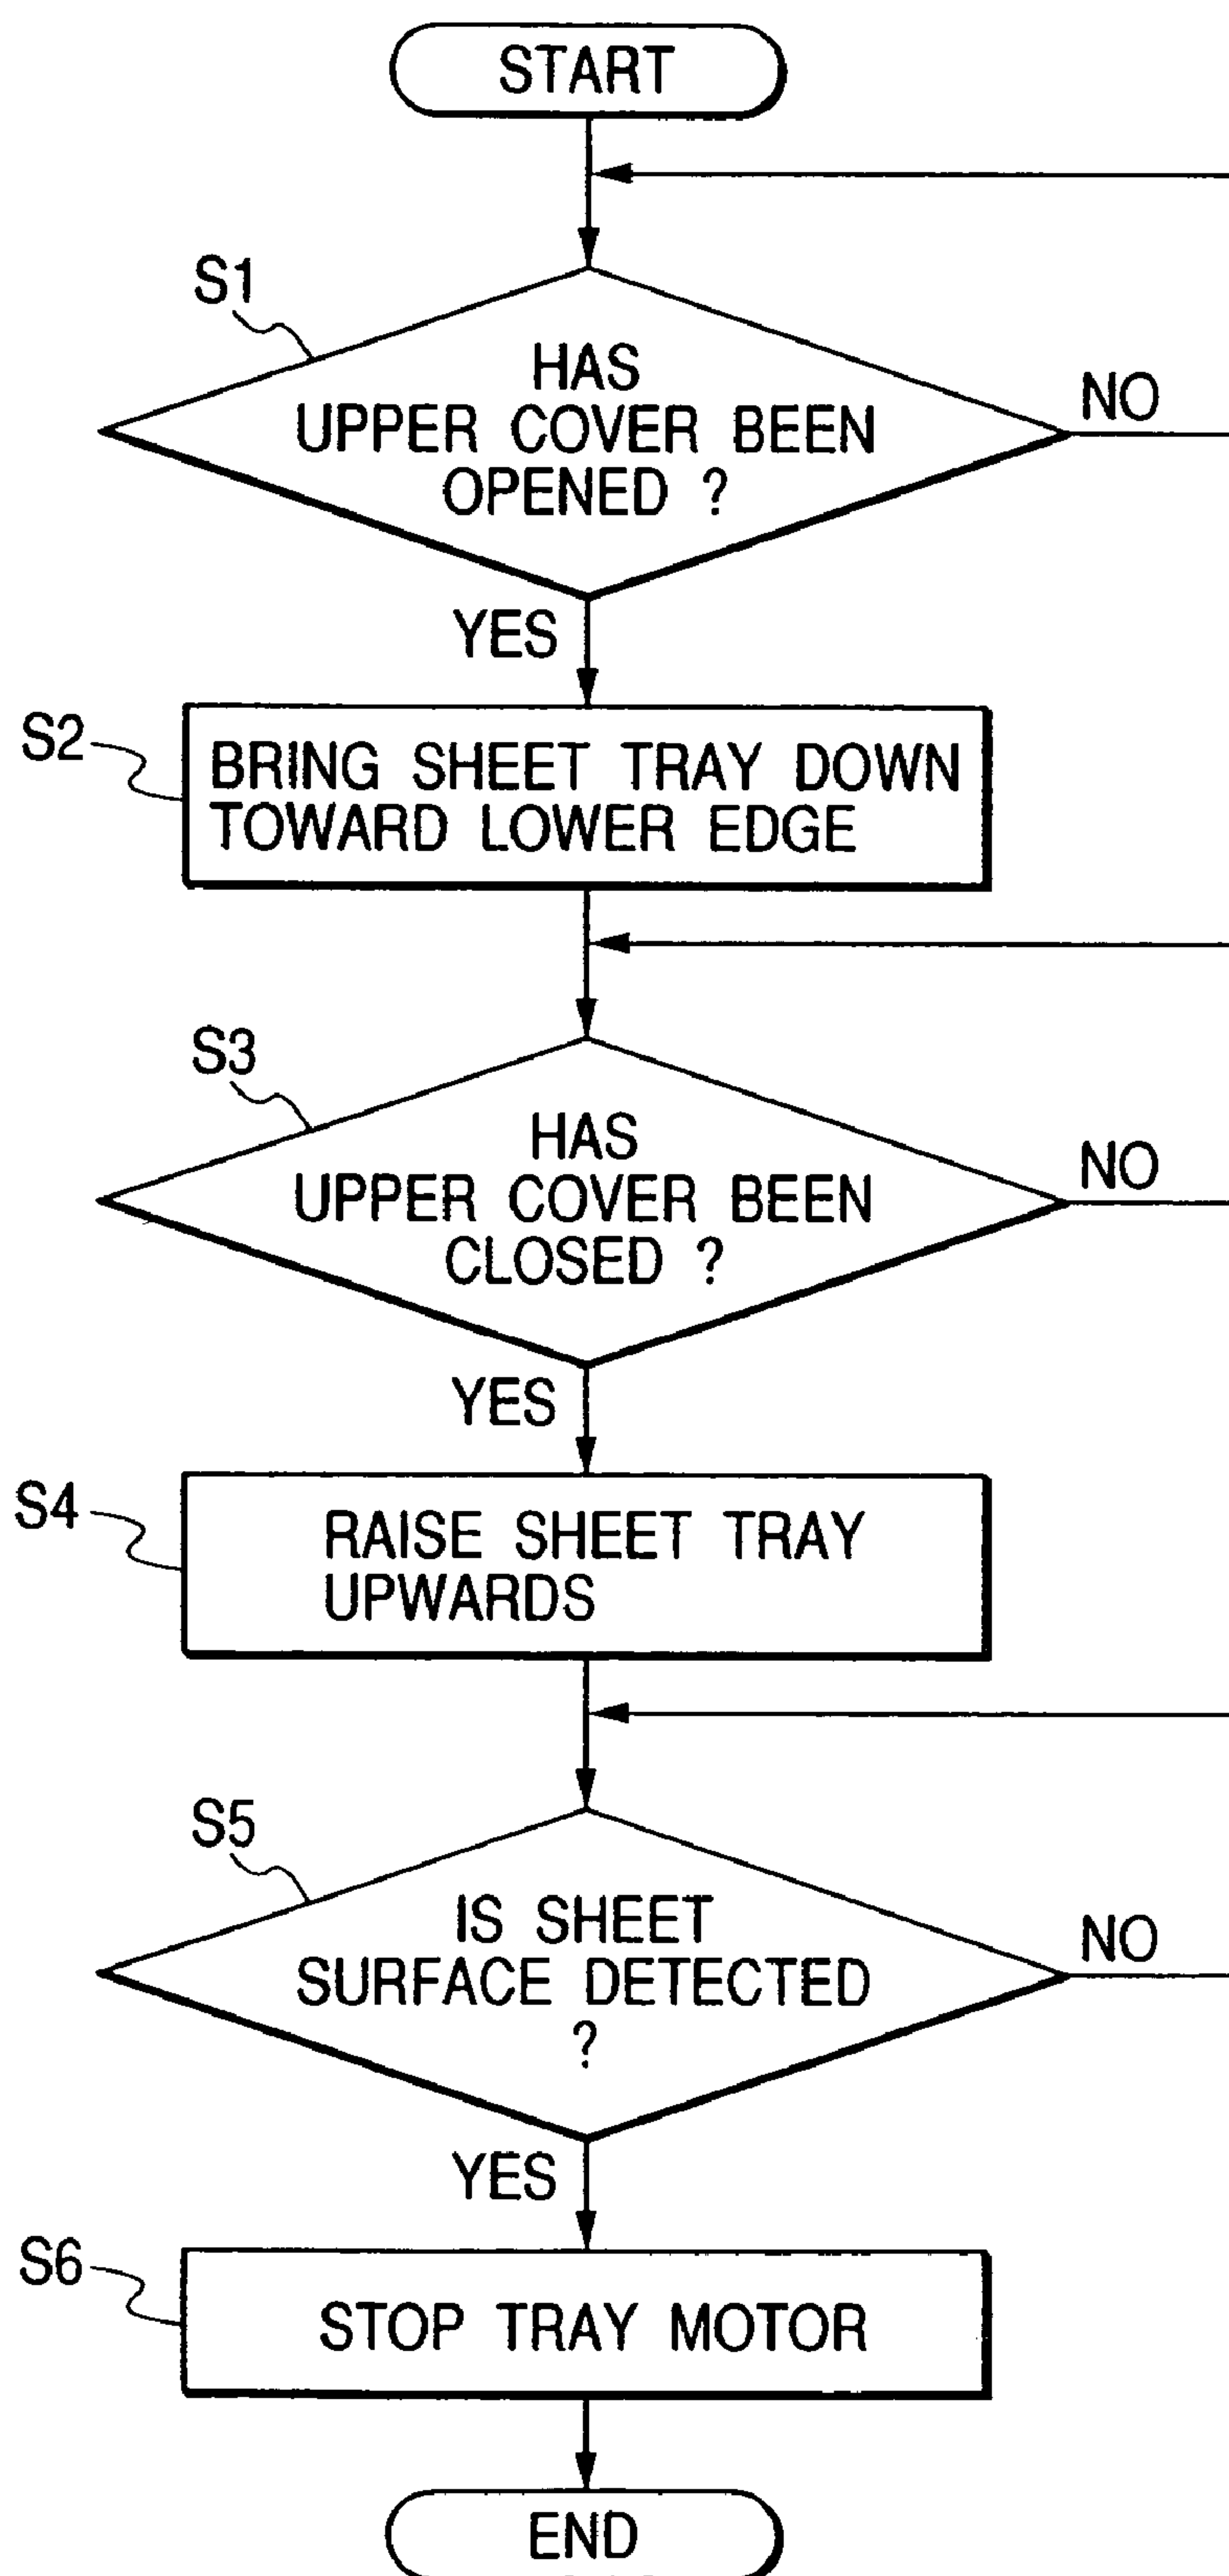 START
S1
HAS
UPPER COVER BEEN
OPENED ?
NO
YES
S2
BRING SHEET TRAY DOWN
TOWARD LOWER EDGE
S3
HAS
UPPER COVER BEEN
CLOSED ?
NO
YES
S4
RAISE SHEET TRAY
UPWARDS
S5
IS SHEET
SURFACE DETECTED
?
NO
YES
S6
STOP TRAY MOTOR
END